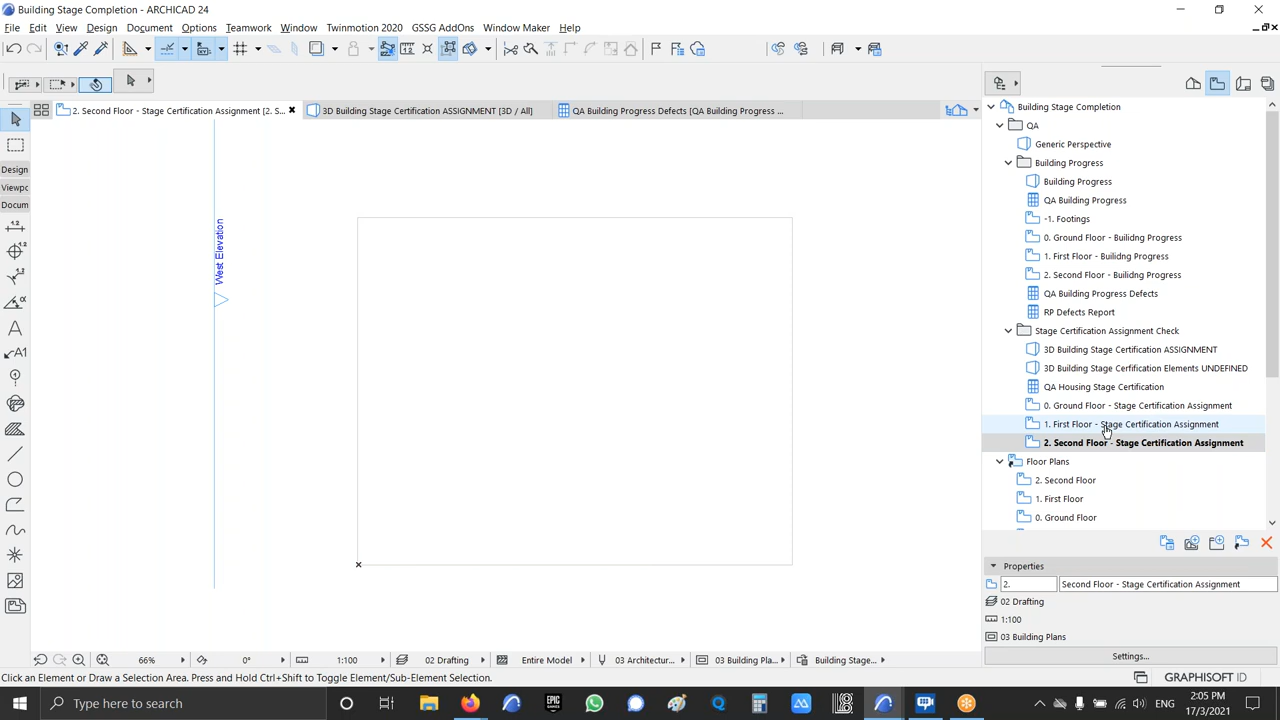 Building Stage Completion - ARCHICAD 24
File Edit View Design Document Options Teamwork Window Twinmotion 2020 GSSG AddOns Window Maker Help
2. Second Floor - Stage Certification Assignment [2. S...
3D Building Stage Certification ASSIGNMENT [3D / All]
QA Building Progress Defects [QA Building Progress ...
Design
Viewpo
Docum
1.2
1.2
A
A1
West Elevation
Building Stage Completion
QA
Generic Perspective
Building Progress
Building Progress
QA Building Progress
-1. Footings
0. Ground Floor - Builidng Progress
1. First Floor - Builidng Progress
2. Second Floor - Builidng Progress
QA Building Progress Defects
RP Defects Report
Stage Certification Assignment Check
3D Building Stage Certification ASSIGNMENT
3D Building Stage Cerfification Elements UNDEFINED
QA Housing Stage Certification
0. Ground Floor - Stage Certification Assignment
1. First Floor - Stage Certification Assignment
2. Second Floor - Stage Certification Assignment
Floor Plans
2. Second Floor
1. First Floor
0. Ground Floor
Properties
2. Second Floor - Stage Certification Assignment
02 Drafting
1:100
03 Building Plans
Settings...
66% 0° 1:100 02 Drafting Entire Model 03 Architectur... 03 Building Pla... Building Stage...
Click an Element or Draw a Selection Area. Press and Hold Ctrl+Shift to Toggle Element/Sub-Element Selection.
GRAPHISOFT ID
Type here to search
2:05 PM
17/3/2021